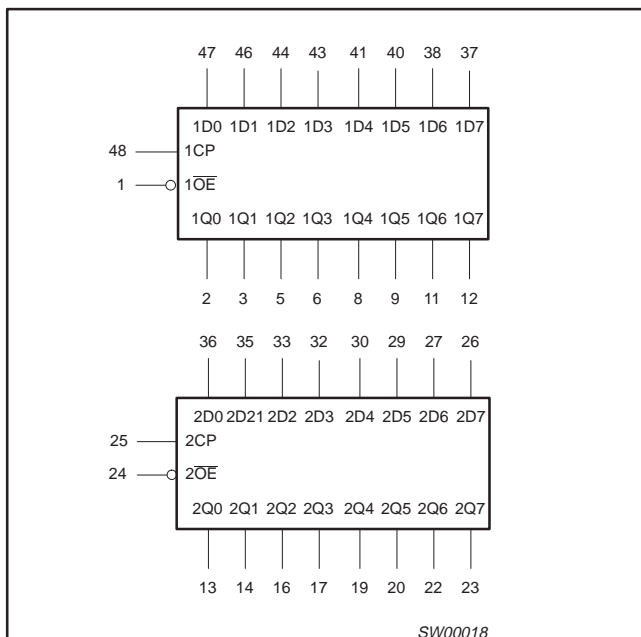 47 46 44 43 41 40 38 37
1D0 1D1 1D2 1D3 1D4 1D5 1D6 1D7
48 1CP
1 1OE
1Q0 1Q1 1Q2 1Q3 1Q4 1Q5 1Q6 1Q7
2 3 5 6 8 9 11 12
36 35 33 32 30 29 27 26
2D0 2D21 2D2 2D3 2D4 2D5 2D6 2D7
25 2CP
24 2OE
2Q0 2Q1 2Q2 2Q3 2Q4 2Q5 2Q6 2Q7
13 14 16 17 19 20 22 23
SW00018